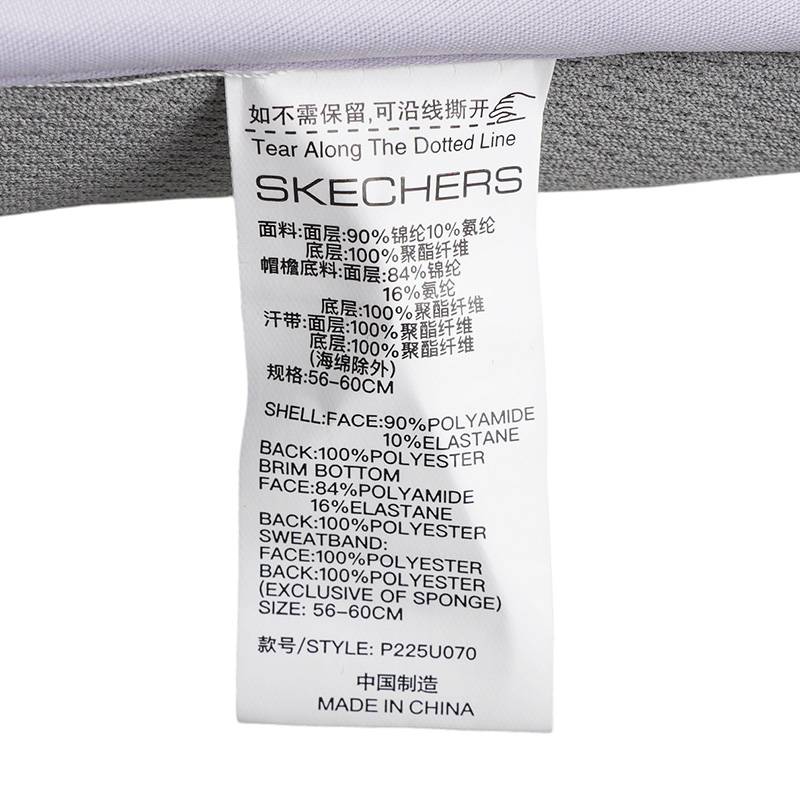 如不需保留,可沿线撕开
Tear Along The Dotted Line
SKECHERS
面料:面层:90%锦纶10%氨纶
底层:100%聚酯纤维
帽檐底料:面层:84%锦纶
16%氨纶
底层:100%聚酯纤维
汗带:面层:100%聚酯纤维
底层:100%聚酯纤维
(海绵除外)
规格:56-60CM
SHELL:FACE:90%POLYAMIDE
10%ELASTANE
BACK:100%POLYESTER
BRIM BOTTOM
FACE:84%POLYAMIDE
16%ELASTANE
BACK:100%POLYESTER
SWEATBAND:
FACE:100%POLYESTER
BACK:100%POLYESTER
(EXCLUSIVE OF SPONGE)
SIZE: 56-60CM
款号/STYLE: P225U070
中国制造
MADE IN CHINA